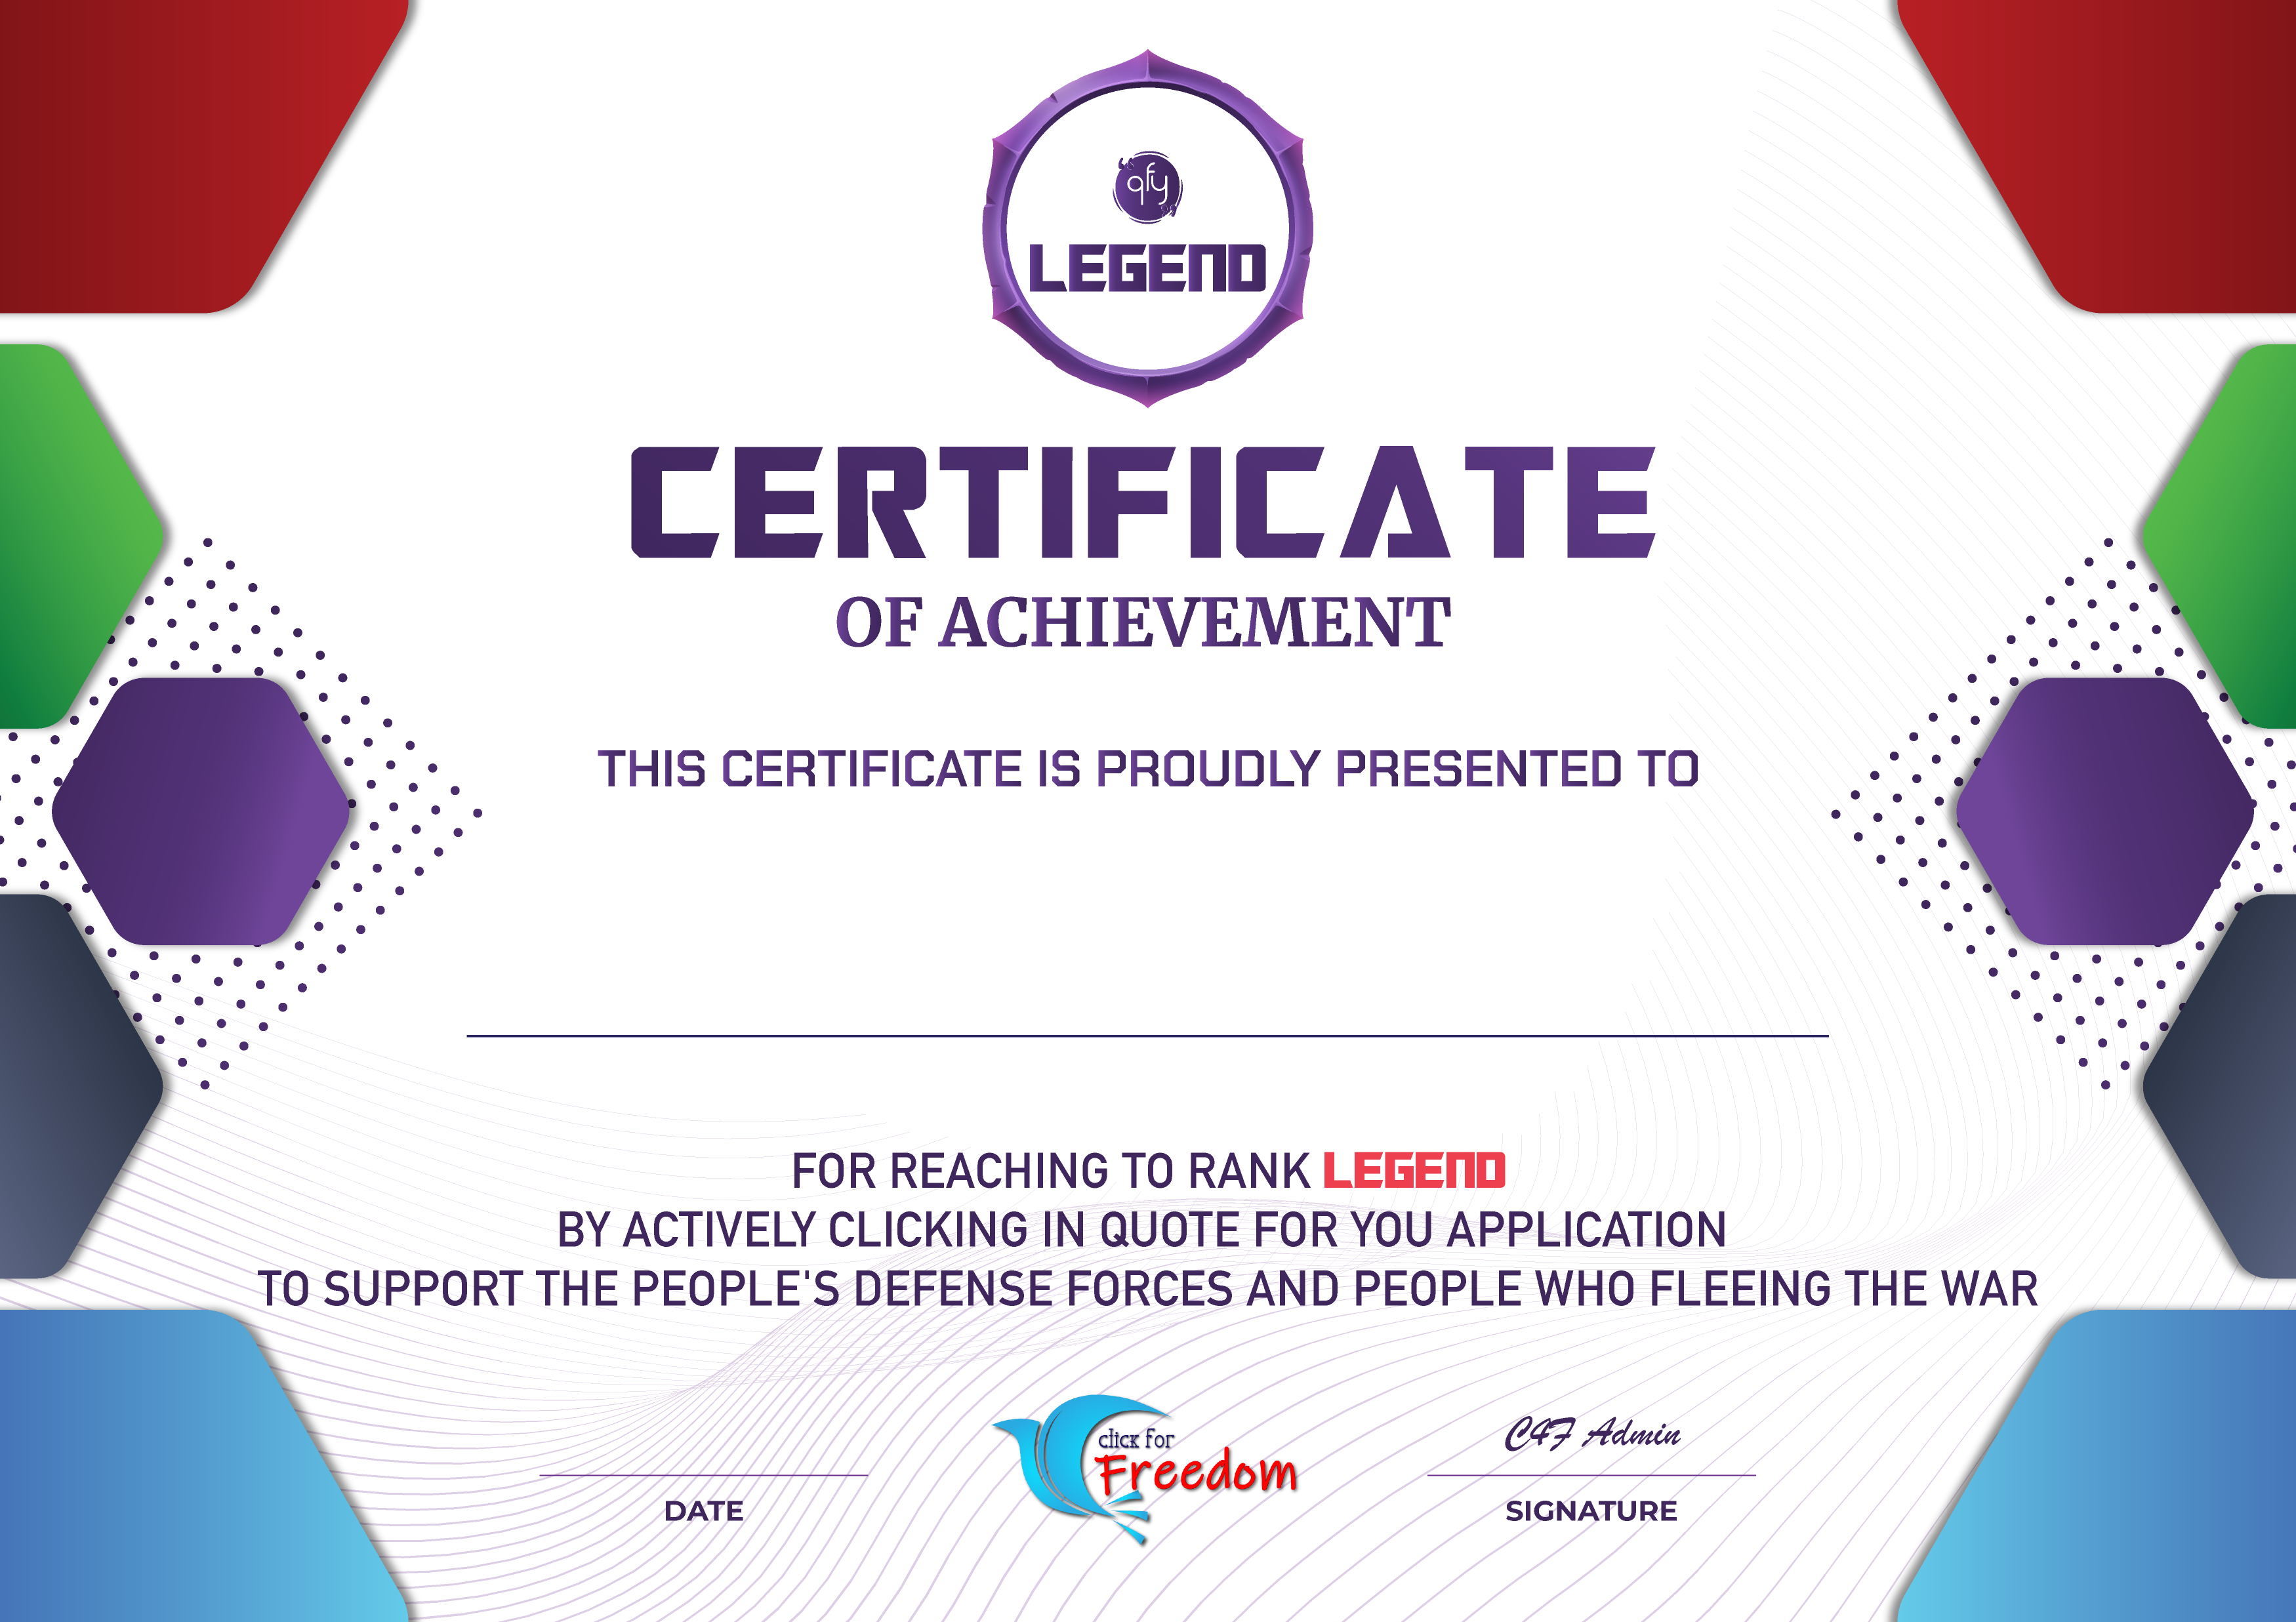 qfy
LEGEND
CERTIFICATE
OF ACHIEVEMENT
THIS CERTIFICATE IS PROUDLY PRESENTED TO
FOR REACHING TO RANK LEGEND
BY ACTIVELY CLICKING IN QUOTE FOR YOU APPLICATION
TO SUPPORT THE PEOPLE'S DEFENSE FORCES AND PEOPLE WHO FLEEING THE WAR
click for
Freedom
C4F Admin
DATE
SIGNATURE